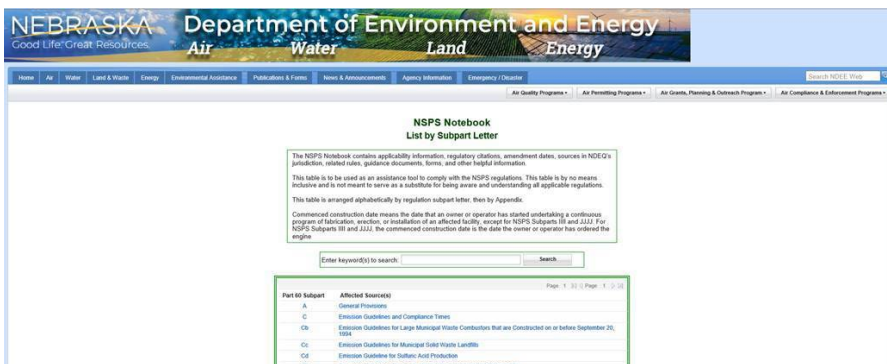 NEBRASKA
Good Life. Great Resources.
Department of Environment and Energy
Air Water Land Energy
Home Air Water Land & Waste Energy Environmental Assistance Publications & Forms News & Announcements Agency Information Emergency / Disaster Search NDEE Web
Air Quality Programs Air Permitting Programs Air Grants, Planning & Outreach Program Air Compliance & Enforcement Programs
NSPS Notebook
List by Subpart Letter
The NSPS Notebook contains applicability information, regulatory citations, amendment dates, sources in NDEQ's
jurisdiction, related rules, guidance documents, forms, and other helpful information.
This table is to be used as an assistance tool to comply with the NSPS regulations. This table is by no means
inclusive and is not meant to serve as a substitute for being aware and understanding all applicable regulations.
This table is arranged alphabetically by regulation subpart letter, then by Appendix.
Commenced construction date means the date that an owner or operator has started undertaking a continuous
program of fabrication, erection, or installation of an affected facility, except for NSPS Subparts IIII and JJJJ. For
NSPS Subparts IIII and JJJJ, the commenced construction date is the date the owner or operator has ordered the
engine
Enter keyword(s) to search: Search
Page 1 Page 1
Part 60 Subpart Affected Source(s)
A General Provisions
C Emission Guidelines and Compliance Times
Cb Emission Guidelines for Large Municipal Waste Combustors that are Constructed on or before September 20,
1994
Cc Emission Guidelines for Municipal Solid Waste Landfills
Cd Emission Guideline for Sulfuric Acid Production